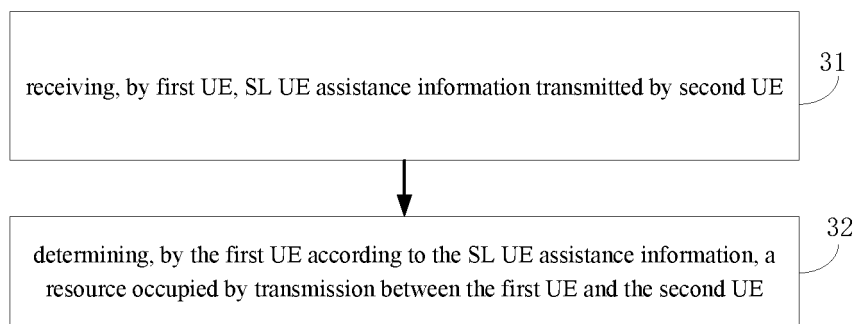 receiving, by first UE, SL UE assistance information transmitted by second UE
31
determining, by the first UE according to the SL UE assistance information, a
resource occupied by transmission between the first UE and the second UE
32